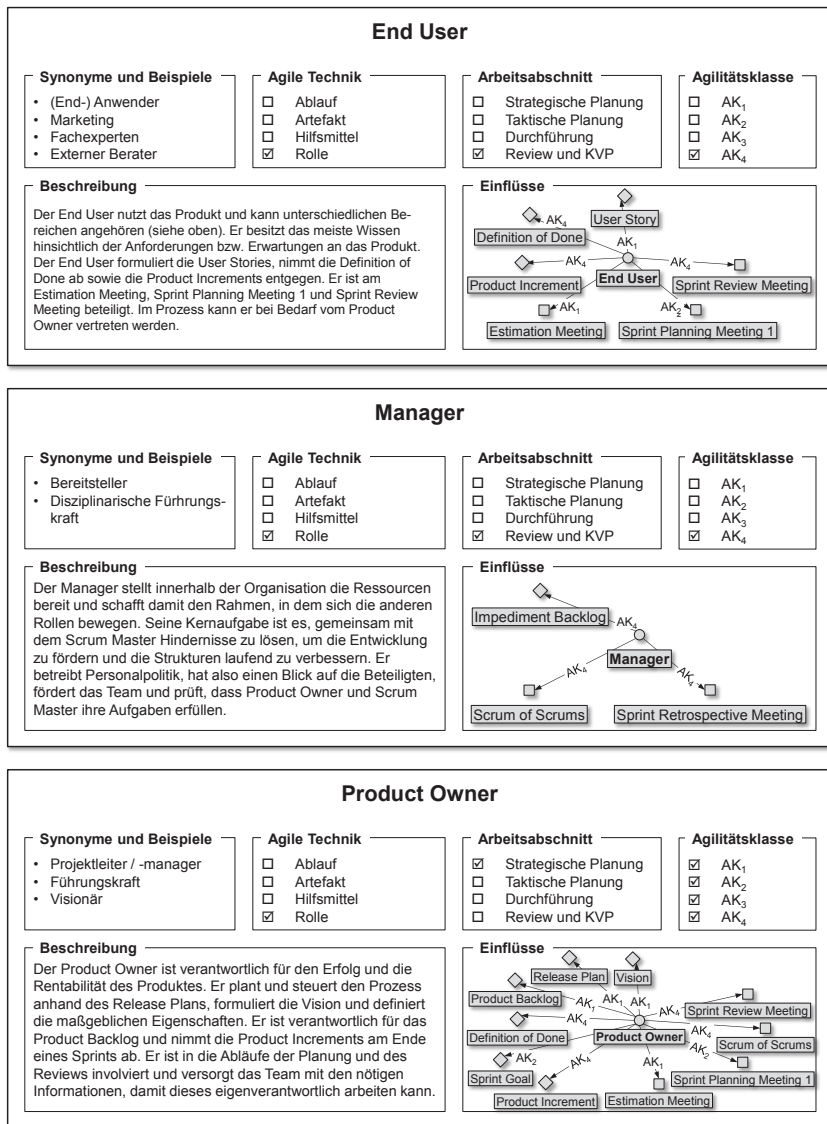 End User
Synonyme und Beispiele
• (End-) Anwender
• Marketing
• Fachexperten
• Externer Berater
Agile Technik
☐ Ablauf
☐ Artefakt
☐ Hilfsmittel
☑ Rolle
Arbeitsabschnitt
☐ Strategische Planung
☐ Taktische Planung
☐ Durchführung
☑ Review und KVP
Agilitätsklasse
☐ AK1
☐ AK2
☐ AK3
☑ AK4
Beschreibung
Der End User nutzt das Produkt und kann unterschiedlichen Be-
reichen angehören (siehe oben). Er besitzt das meiste Wissen
hinsichtlich der Anforderungen bzw. Erwartungen an das Produkt.
Der End User formuliert die User Stories, nimmt die Definition of
Done ab sowie die Product Increments entgegen. Er ist am
Estimation Meeting, Sprint Planning Meeting 1 und Sprint Review
Meeting beteiligt. Im Prozess kann er bei Bedarf vom Product
Owner vertreten werden.
Einflüsse
AK4
User Story
Definition of Done
AK1
AK4
AK4
Product Increment
End User
Sprint Review Meeting
AK1
AK2
Estimation Meeting
Sprint Planning Meeting 1
Manager
Synonyme und Beispiele
• Bereitsteller
• Disziplinarische Fürhrungs-
kraft
Agile Technik
☐ Ablauf
☐ Artefakt
☐ Hilfsmittel
☑ Rolle
Arbeitsabschnitt
☐ Strategische Planung
☐ Taktische Planung
☐ Durchführung
☑ Review und KVP
Agilitätsklasse
☐ AK1
☐ AK2
☐ AK3
☑ AK4
Beschreibung
Der Manager stellt innerhalb der Organisation die Ressourcen
bereit und schafft damit den Rahmen, in dem sich die anderen
Rollen bewegen. Seine Kernaufgabe ist es, gemeinsam mit
dem Scrum Master Hindernisse zu lösen, um die Entwicklung
zu fördern und die Strukturen laufend zu verbessern. Er
betreibt Personalpolitik, hat also einen Blick auf die Beteiligten,
fördert das Team und prüft, dass Product Owner und Scrum
Master ihre Aufgaben erfüllen.
Einflüsse
Impediment Backlog
AK4
Manager
AK4
AK4
Scrum of Scrums
Sprint Retrospective Meeting
Product Owner
Synonyme und Beispiele
• Projektleiter / -manager
• Führungskraft
• Visionär
Agile Technik
☐ Ablauf
☐ Artefakt
☐ Hilfsmittel
☑ Rolle
Arbeitsabschnitt
☑ Strategische Planung
☐ Taktische Planung
☐ Durchführung
☐ Review und KVP
Agilitätsklasse
☑ AK1
☑ AK2
☑ AK3
☑ AK4
Beschreibung
Der Product Owner ist verantwortlich für den Erfolg und die
Rentabilität des Produktes. Er plant und steuert den Prozess
anhand des Release Plans, formuliert die Vision und definiert
die maßgeblichen Eigenschaften. Er ist verantwortlich für das
Product Backlog und nimmt die Product Increments am Ende
eines Sprints ab. Er ist in die Abläufe der Planung und des
Reviews involviert und versorgt das Team mit den nötigen
Informationen, damit dieses eigenverantwortlich arbeiten kann.
Einflüsse
Release Plan
Vision
Product Backlog
AK1
AK1
AK1
AK4
Sprint Review Meeting
AK4
AK4
Definition of Done
Product Owner
Scrum of Scrums
AK2
AK4
AK1
AK2
Sprint Goal
Sprint Planning Meeting 1
Product Increment
Estimation Meeting